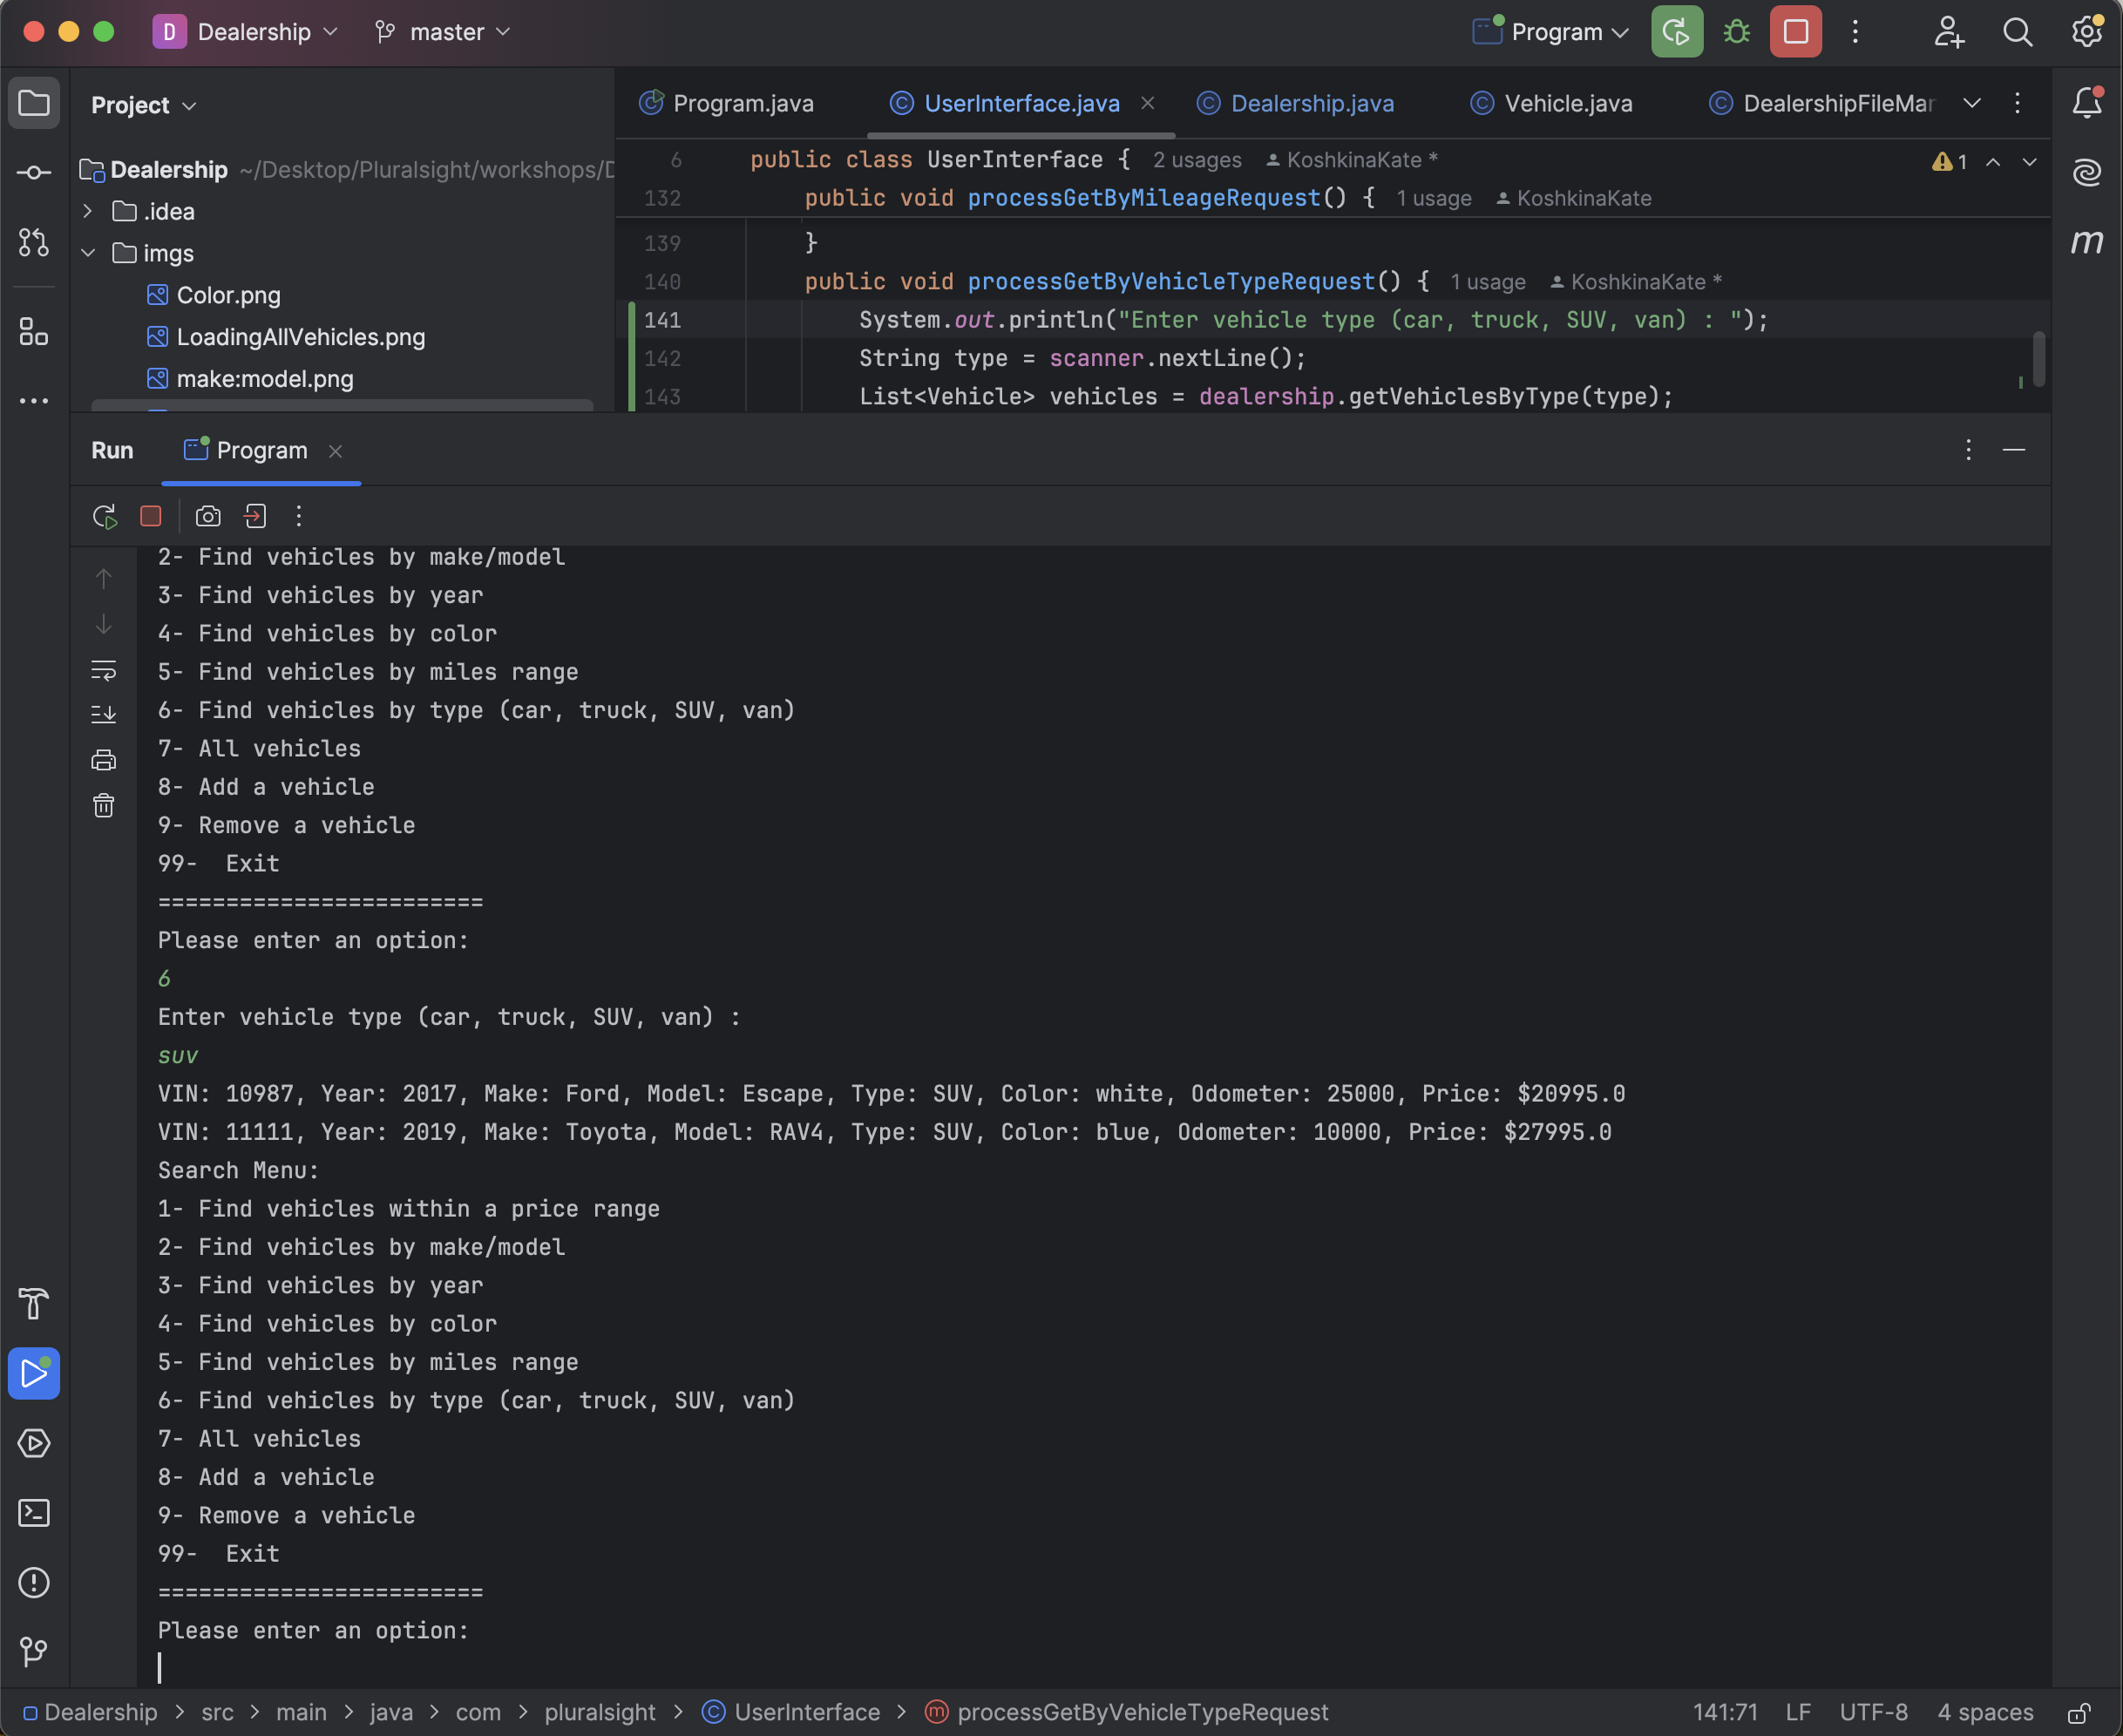 D Dealership master Program
Project
Program.java UserInterface.java Dealership.java Vehicle.java DealershipFileMar
Dealership ~/Desktop/Pluralsight/workshops/D
.idea
imgs
Color.png
LoadingAllVehicles.png
make:model.png
6 public class UserInterface { 2 usages KoshkinaKate * 1
132 public void processGetByMileageRequest() { 1 usage KoshkinaKate
139 }
140 public void processGetByVehicleTypeRequest() { 1 usage KoshkinaKate *
141 System.out.println("Enter vehicle type (car, truck, SUV, van) : ");
142 String type = scanner.nextLine();
143 List<Vehicle> vehicles = dealership.getVehiclesByType(type);
m
Run Program
2- Find vehicles by make/model
3- Find vehicles by year
4- Find vehicles by color
5- Find vehicles by miles range
6- Find vehicles by type (car, truck, SUV, van)
7- All vehicles
8- Add a vehicle
9- Remove a vehicle
99-  Exit
========================
Please enter an option:
6
Enter vehicle type (car, truck, SUV, van) :
suv
VIN: 10987, Year: 2017, Make: Ford, Model: Escape, Type: SUV, Color: white, Odometer: 25000, Price: $20995.0
VIN: 11111, Year: 2019, Make: Toyota, Model: RAV4, Type: SUV, Color: blue, Odometer: 10000, Price: $27995.0
Search Menu:
1- Find vehicles within a price range
2- Find vehicles by make/model
3- Find vehicles by year
4- Find vehicles by color
5- Find vehicles by miles range
6- Find vehicles by type (car, truck, SUV, van)
7- All vehicles
8- Add a vehicle
9- Remove a vehicle
99-  Exit
========================
Please enter an option:
Dealership > src > main > java > com > pluralsight > UserInterface > processGetByVehicleTypeRequest 141:71 LF UTF-8 4 spaces